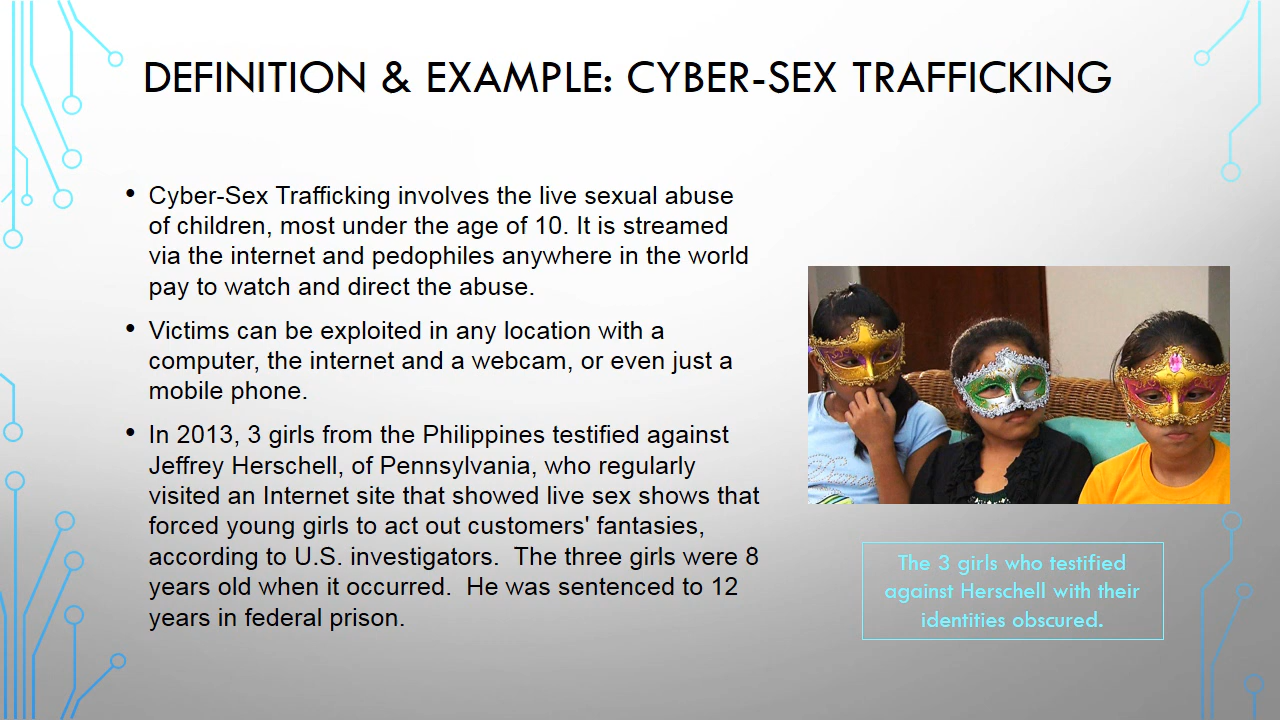 DEFINITION & EXAMPLE: CYBER-SEX TRAFFICKING
• Cyber-Sex Trafficking involves the live sexual abuse
of children, most under the age of 10. It is streamed
via the internet and pedophiles anywhere in the world
pay to watch and direct the abuse.
• Victims can be exploited in any location with a
computer, the internet and a webcam, or even just a
mobile phone.
• In 2013, 3 girls from the Philippines testified against
Jeffrey Herschell, of Pennsylvania, who regularly
visited an Internet site that showed live sex shows that
forced young girls to act out customers' fantasies,
according to U.S. investigators.  The three girls were 8
years old when it occurred.  He was sentenced to 12
years in federal prison.
The 3 girls who testified
against Herschell with their
identities obscured.